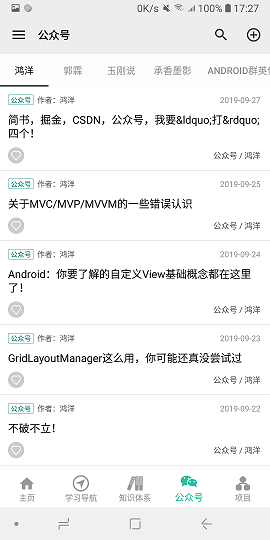 0K/s 100% 17:27
公众号
鸿洋 郭霖 玉刚说 承香墨影 ANDROID群英
公众号 作者：鸿洋 2019-09-27
简书，掘金，CSDN，公众号，我要&ldquo;打&rdquo;
四个！
公众号 / 鸿洋
公众号 作者：鸿洋 2019-09-25
关于MVC/MVP/MVVM的一些错误认识
公众号 / 鸿洋
公众号 作者：鸿洋 2019-09-24
Android：你要了解的自定义View基础概念都在这里
了！
公众号 / 鸿洋
公众号 作者：鸿洋 2019-09-23
GridLayoutManager这么用，你可能还真没尝试过
公众号 / 鸿洋
公众号 作者：鸿洋 2019-09-22
不破不立！
公众号 / 鸿洋
主页 学习导航 知识体系 公众号 项目